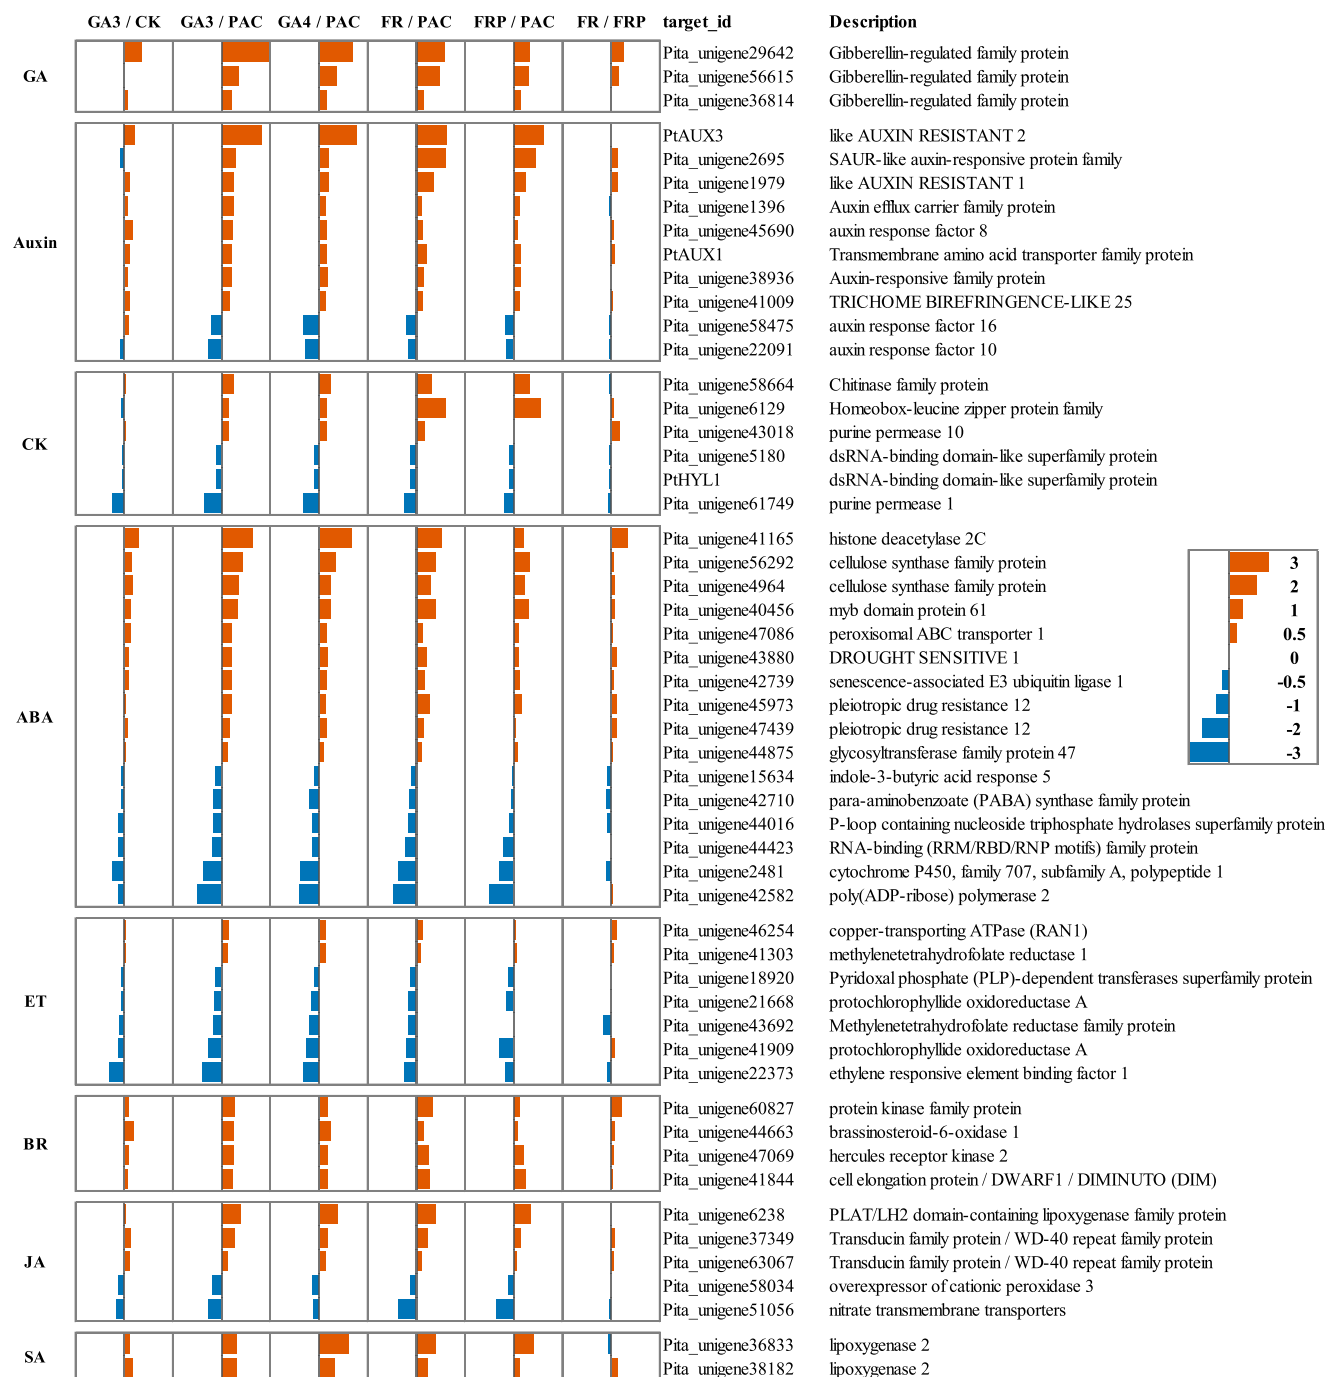 GA3 / CK GA3 / PAC GA4 / PAC FR / PAC FRP / PAC FR / FRP target_id Description
GA
Pita_unigene29642 Gibberellin-regulated family protein
Pita_unigene56615 Gibberellin-regulated family protein
Pita_unigene36814 Gibberellin-regulated family protein
Auxin
PtAUX3 like AUXIN RESISTANT 2
Pita_unigene2695 SAUR-like auxin-responsive protein family
Pita_unigene1979 like AUXIN RESISTANT 1
Pita_unigene1396 Auxin efflux carrier family protein
Pita_unigene45690 auxin response factor 8
PtAUX1 Transmembrane amino acid transporter family protein
Pita_unigene38936 Auxin-responsive family protein
Pita_unigene41009 TRICHOME BIREFRINGENCE-LIKE 25
Pita_unigene58475 auxin response factor 16
Pita_unigene22091 auxin response factor 10
CK
Pita_unigene58664 Chitinase family protein
Pita_unigene6129 Homeobox-leucine zipper protein family
Pita_unigene43018 purine permease 10
Pita_unigene5180 dsRNA-binding domain-like superfamily protein
PtHYL1 dsRNA-binding domain-like superfamily protein
Pita_unigene61749 purine permease 1
ABA
Pita_unigene41165 histone deacetylase 2C
Pita_unigene56292 cellulose synthase family protein
Pita_unigene4964 cellulose synthase family protein
Pita_unigene40456 myb domain protein 61
Pita_unigene47086 peroxisomal ABC transporter 1
Pita_unigene43880 DROUGHT SENSITIVE 1
Pita_unigene42739 senescence-associated E3 ubiquitin ligase 1
Pita_unigene45973 pleiotropic drug resistance 12
Pita_unigene47439 pleiotropic drug resistance 12
Pita_unigene44875 glycosyltransferase family protein 47
Pita_unigene15634 indole-3-butyric acid response 5
Pita_unigene42710 para-aminobenzoate (PABA) synthase family protein
Pita_unigene44016 P-loop containing nucleoside triphosphate hydrolases superfamily protein
Pita_unigene44423 RNA-binding (RRM/RBD/RNP motifs) family protein
Pita_unigene2481 cytochrome P450, family 707, subfamily A, polypeptide 1
Pita_unigene42582 poly(ADP-ribose) polymerase 2
3
2
1
0.5
0
-0.5
-1
-2
-3
ET
Pita_unigene46254 copper-transporting ATPase (RAN1)
Pita_unigene41303 methylenetetrahydrofolate reductase 1
Pita_unigene18920 Pyridoxal phosphate (PLP)-dependent transferases superfamily protein
Pita_unigene21668 protochlorophyllide oxidoreductase A
Pita_unigene43692 Methylenetetrahydrofolate reductase family protein
Pita_unigene41909 protochlorophyllide oxidoreductase A
Pita_unigene22373 ethylene responsive element binding factor 1
BR
Pita_unigene60827 protein kinase family protein
Pita_unigene44663 brassinosteroid-6-oxidase 1
Pita_unigene47069 hercules receptor kinase 2
Pita_unigene41844 cell elongation protein / DWARF1 / DIMINUTO (DIM)
JA
Pita_unigene6238 PLAT/LH2 domain-containing lipoxygenase family protein
Pita_unigene37349 Transducin family protein / WD-40 repeat family protein
Pita_unigene63067 Transducin family protein / WD-40 repeat family protein
Pita_unigene58034 overexpressor of cationic peroxidase 3
Pita_unigene51056 nitrate transmembrane transporters
SA
Pita_unigene36833 lipoxygenase 2
Pita_unigene38182 lipoxygenase 2